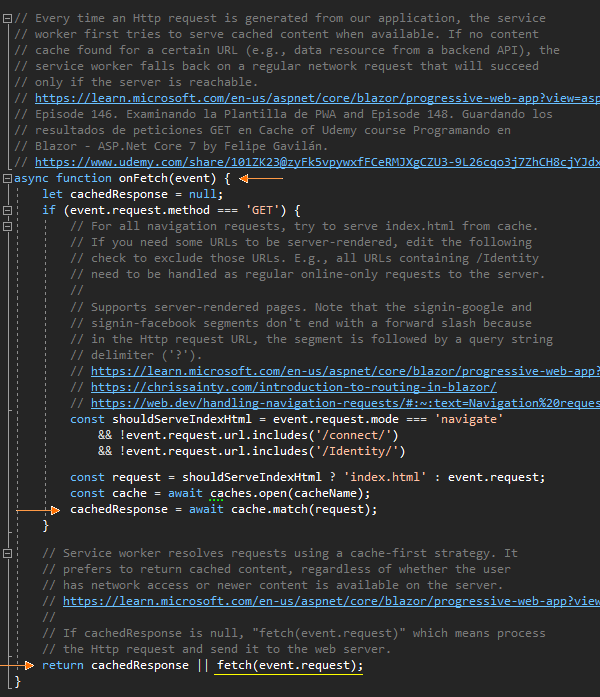 // Every time an Http request is generated from our application, the service
// worker first tries to serve cached content when available. If no content
// cache found for a certain URL (e.g., data resource from a backend API), the
// service worker falls back on a regular network request that will succeed
// only if the server is reachable.
// https://learn.microsoft.com/en-us/aspnet/core/blazor/progressive-web-app?view=asp
// Episode 146. Examinando la Plantilla de PWA and Episode 148. Guardando los
// resultados de peticiones GET en Cache of Udemy course Programando en
// Blazor - ASP.Net Core 7 by Felipe Gavilán.
// https://www.udemy.com/share/101ZK23@zyFk5vpywxfFCeRMJXgCZU3-9L26cqo3j7ZhCH8cjYJdx
async function onFetch(event) {
let cachedResponse = null;
if (event.request.method === 'GET') {
// For all navigation requests, try to serve index.html from cache.
// If you need some URLs to be server-rendered, edit the following
// check to exclude those URLs. E.g., all URLs containing /Identity
// need to be handled as regular online-only requests to the server.
//
// Supports server-rendered pages. Note that the signin-google and
// signin-facebook segments don't end with a forward slash because
// in the Http request URL, the segment is followed by a query string
// delimiter ('?').
// https://learn.microsoft.com/en-us/aspnet/core/blazor/progressive-web-app?
// https://chrissainty.com/introduction-to-routing-in-blazor/
// https://web.dev/handling-navigation-requests/#:~:text=Navigation%20reques
const shouldServeIndexHtml = event.request.mode === 'navigate'
&& !event.request.url.includes('/connect/')
&& !event.request.url.includes('/Identity/')
const request = shouldServeIndexHtml ? 'index.html' : event.request;
const cache = await caches.open(cacheName);
cachedResponse = await cache.match(request);
}
// Service worker resolves requests using a cache-first strategy. It
// prefers to return cached content, regardless of whether the user
// has network access or newer content is available on the server.
// https://learn.microsoft.com/en-us/aspnet/core/blazor/progressive-web-app?view
//
// If cachedResponse is null, "fetch(event.request)" which means process
// the Http request and send it to the web server.
return cachedResponse || fetch(event.request);
}